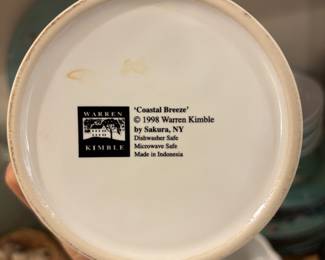 WARREN
KIMBLE
'Coastal Breeze'
© 1998 Warren Kimble
by Sakura, NY
Dishwasher Safe
Microwave Safe
Made in Indonesia